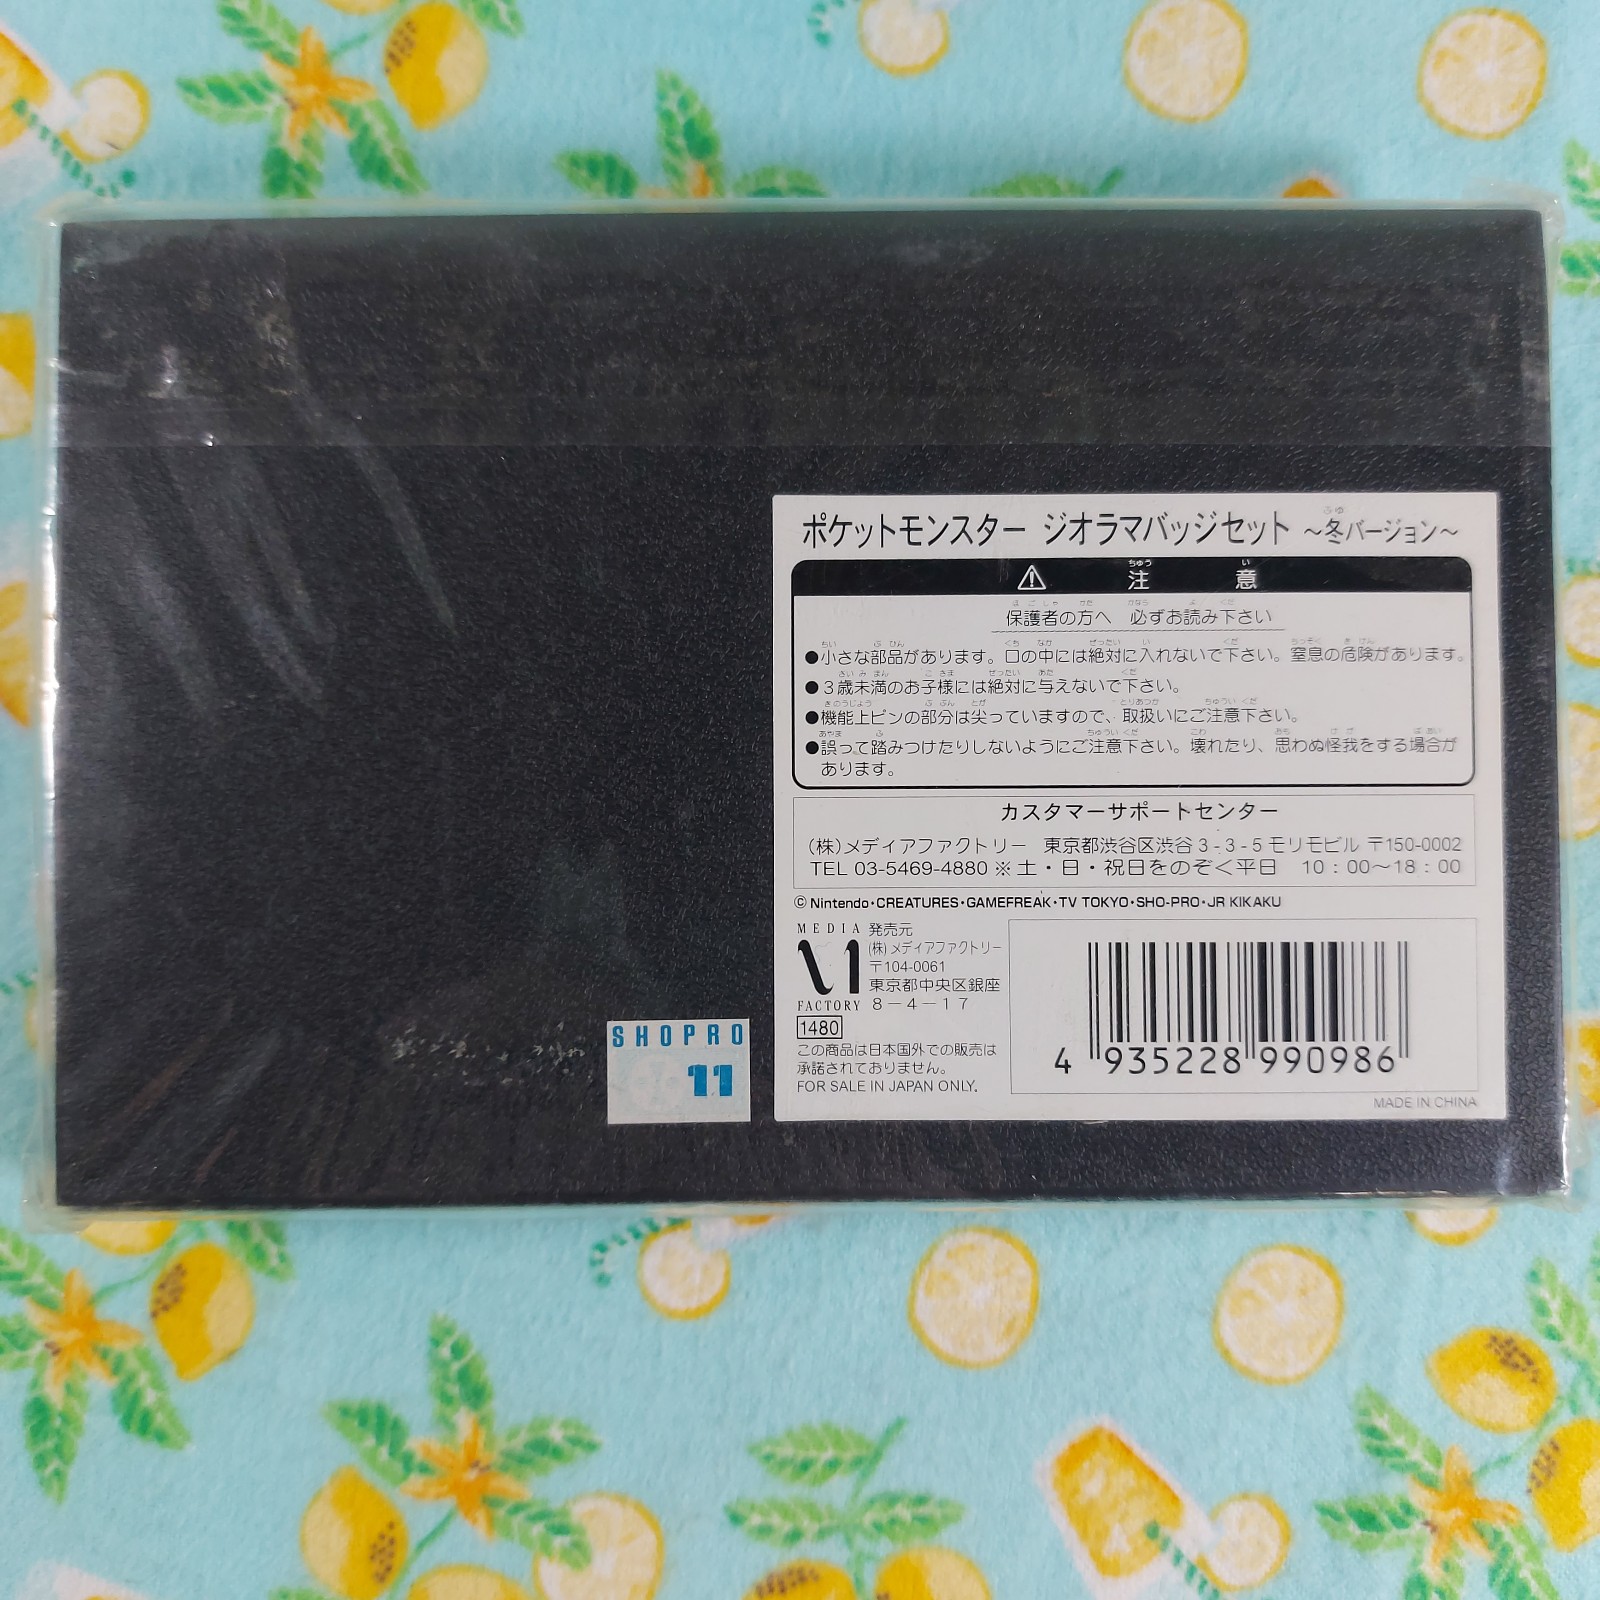 ポケットモンスター ジオラマバッジセット ～冬バージョン～
⚠ 注意
保護者の方へ 必ずお読み下さい
●小さな部品があります。口の中には絶対に入れないで下さい。窒息の危険があります。
●3歳未満のお子様には絶対に与えないで下さい。
●機能上ピンの部分は尖っていますので、取扱いにご注意下さい。
●誤って踏みつけたりしないようにご注意下さい。壊れたり、思わぬ怪我をする場合が
あります。
カスタマーサポートセンター
(株)メディアファクトリー 東京都渋谷区渋谷3-3-5モリモビル 〒150-0002
TEL 03-5469-4880 ※土・日・祝日をのぞく平日 10:00～18:00
© Nintendo・CREATURES・GAMEFREAK・TV TOKYO・SHO-PRO・JR KIKAKU
MEDIA
FACTORY
発売元
(株)メディアファクトリー
〒104-0061
東京都中央区銀座
8-4-17
1480
この商品は日本国外での販売は
承諾されておりません。
FOR SALE IN JAPAN ONLY.
4 935228 990986
MADE IN CHINA
SHOPRO
11